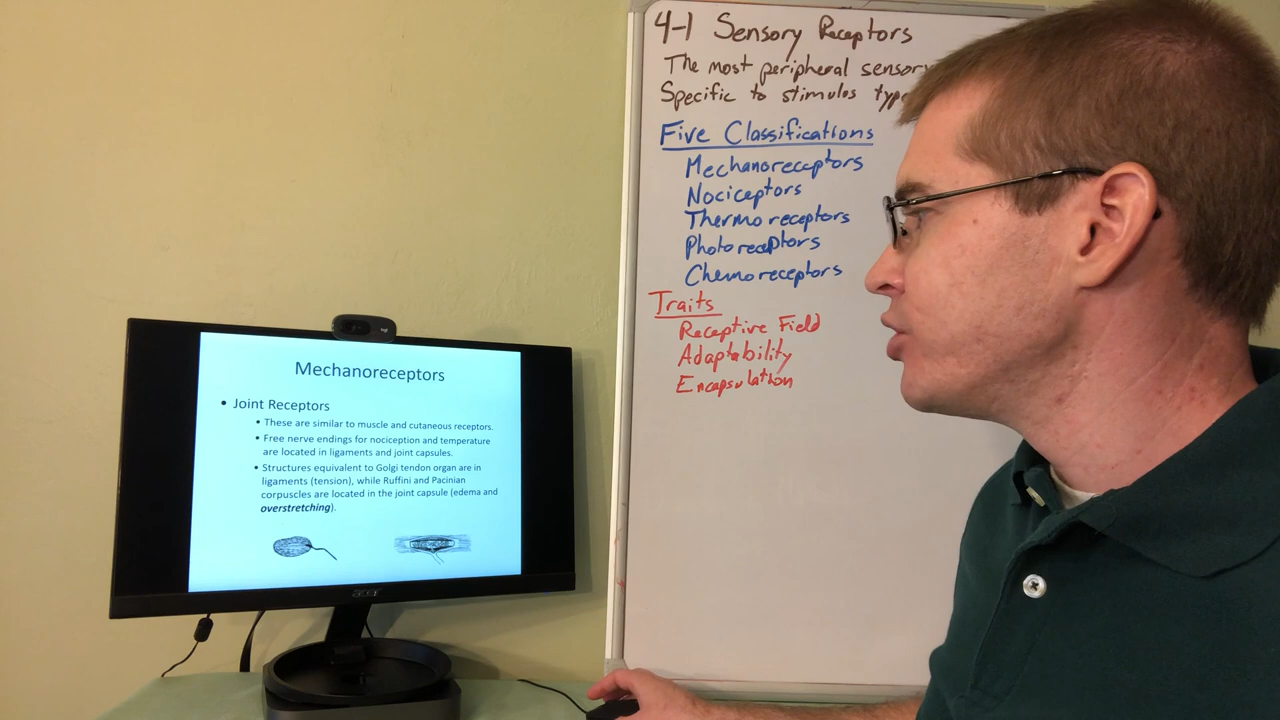 4-1 Sensory Receptors
The most peripheral sensory
Specific to stimulus type
Five Classifications
Mechanoreceptors
Nociceptors
Thermoreceptors
Photoreceptors
Chemoreceptors
Traits
Receptive Field
Adaptability
Encapsulation
Mechanoreceptors
• Joint Receptors
• These are similar to muscle and cutaneous receptors.
• Free nerve endings for nociception and temperature
are located in ligaments and joint capsules.
• Structures equivalent to Golgi tendon organ are in
ligaments (tension), while Ruffini and Pacinian
corpuscles are located in the joint capsule (edema and
overstretching).
acer
logi